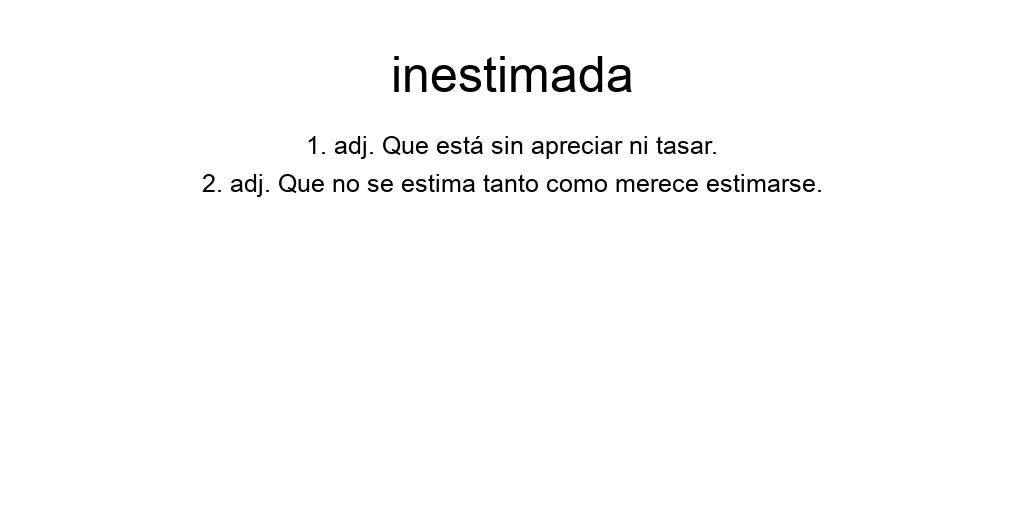 inestimada
1. adj. Que está sin apreciar ni tasar.
2. adj. Que no se estima tanto como merece estimarse.